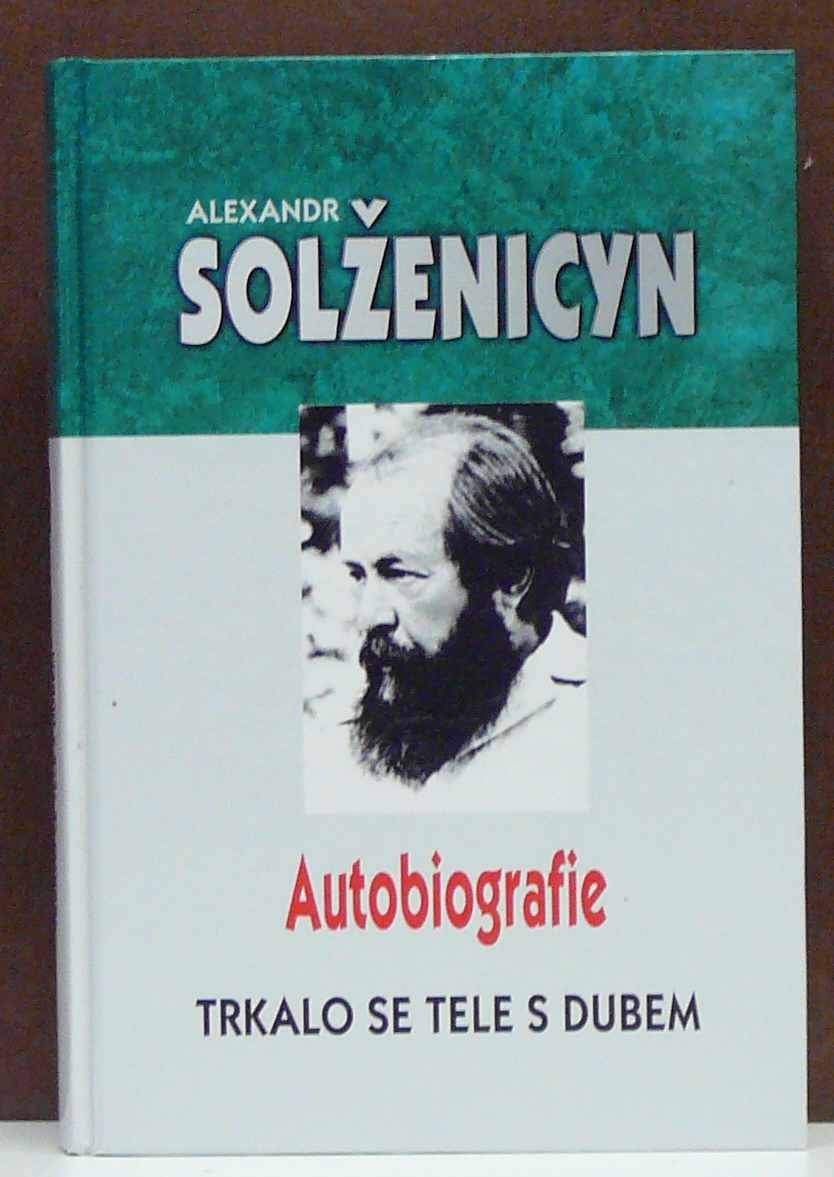 ALEXANDR
SOLŽENICYN
Autobiografie
TRKALO SE TELE S DUBEM